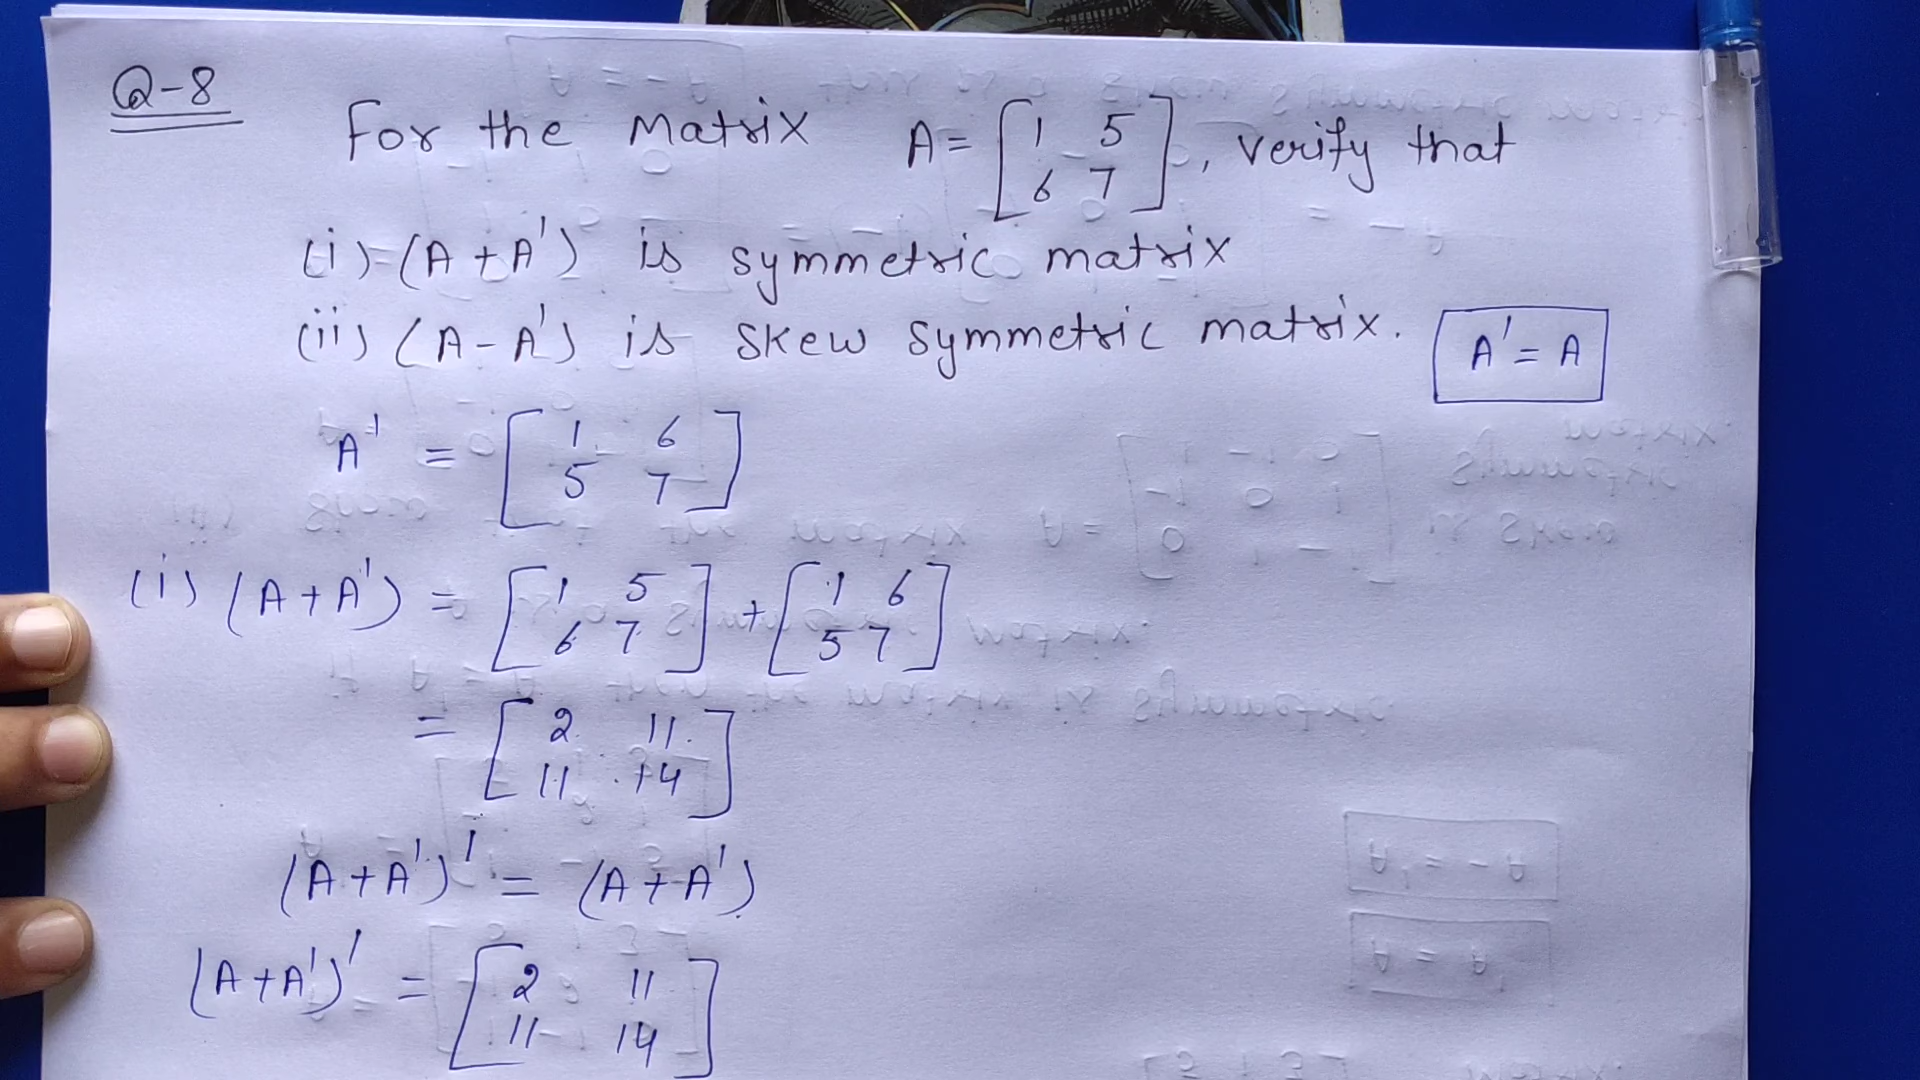 Q-8
For the Matrix A = [ 1 5 ], verify that
[ 6 7 ]
(i) (A + A') is symmetric matrix
(ii) (A - A') is skew symmetric matrix.
A' = A
A' = [ 1 6 ]
[ 5 7 ]
(i) (A + A') = [ 1 5 ] + [ 1 6 ]
[ 6 7 ] [ 5 7 ]
= [ 2 11 ]
[ 11 14 ]
(A + A')' = (A + A')
(A + A')' = [ 2 11 ]
[ 11 14 ]